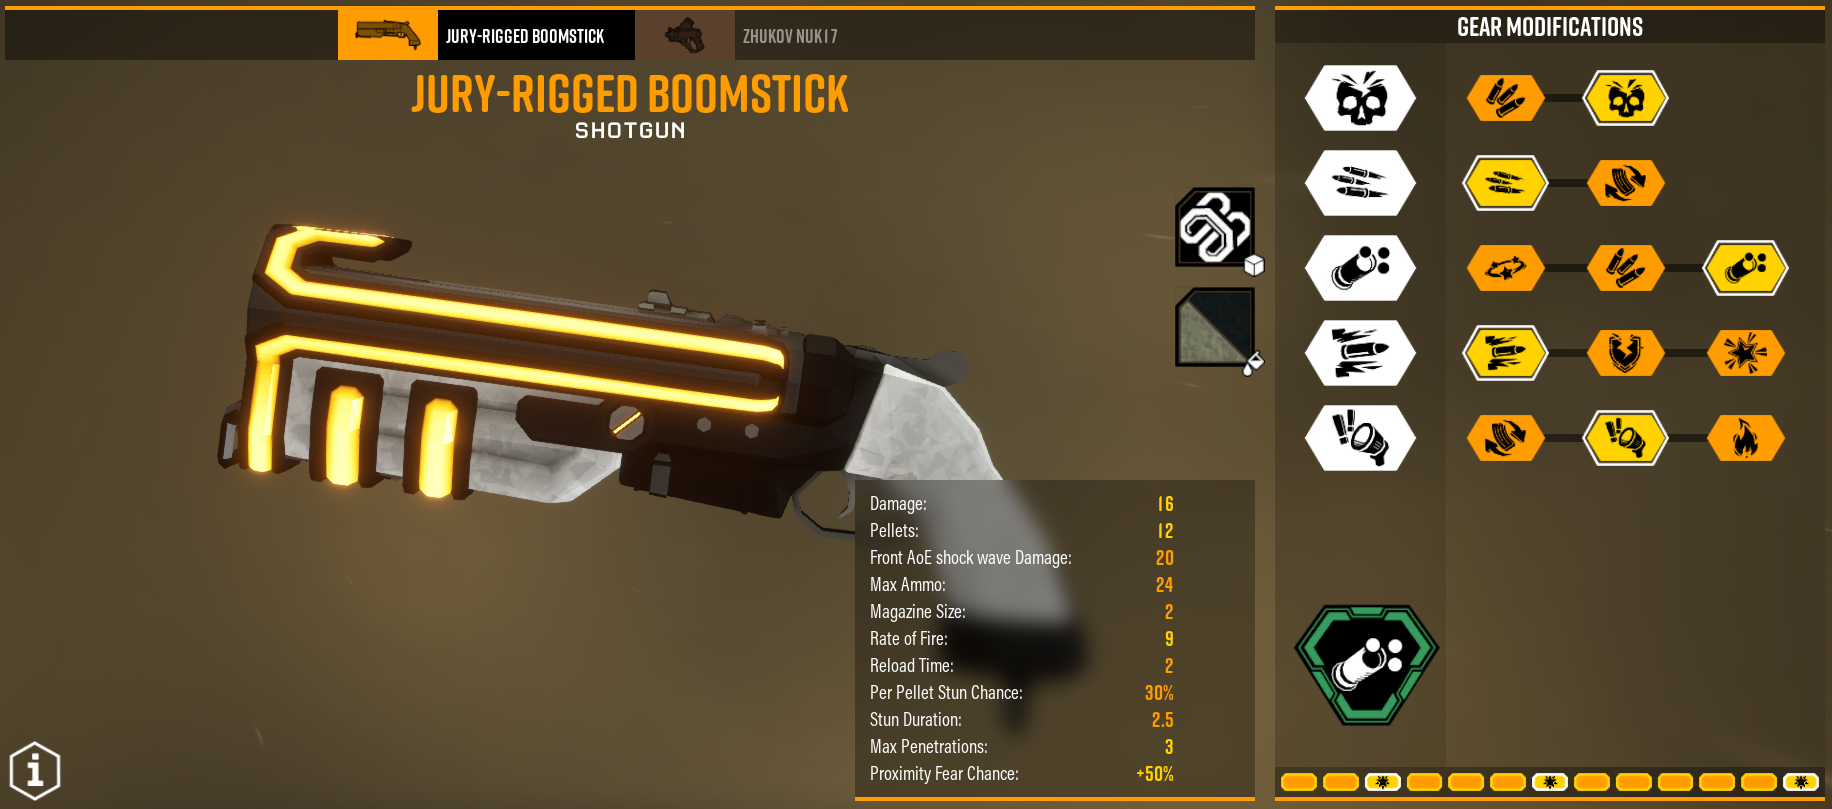 JURY-RIGGED BOOMSTICK
ZHUKOV NUK17
GEAR MODIFICATIONS
JURY-RIGGED BOOMSTICK
SHOTGUN
Damage: 16
Pellets: 12
Front AoE shock wave Damage: 20
Max Ammo: 24
Magazine Size: 2
Rate of Fire: 9
Reload Time: 2
Per Pellet Stun Chance: 30%
Stun Duration: 2.5
Max Penetrations: 3
Proximity Fear Chance: +50%